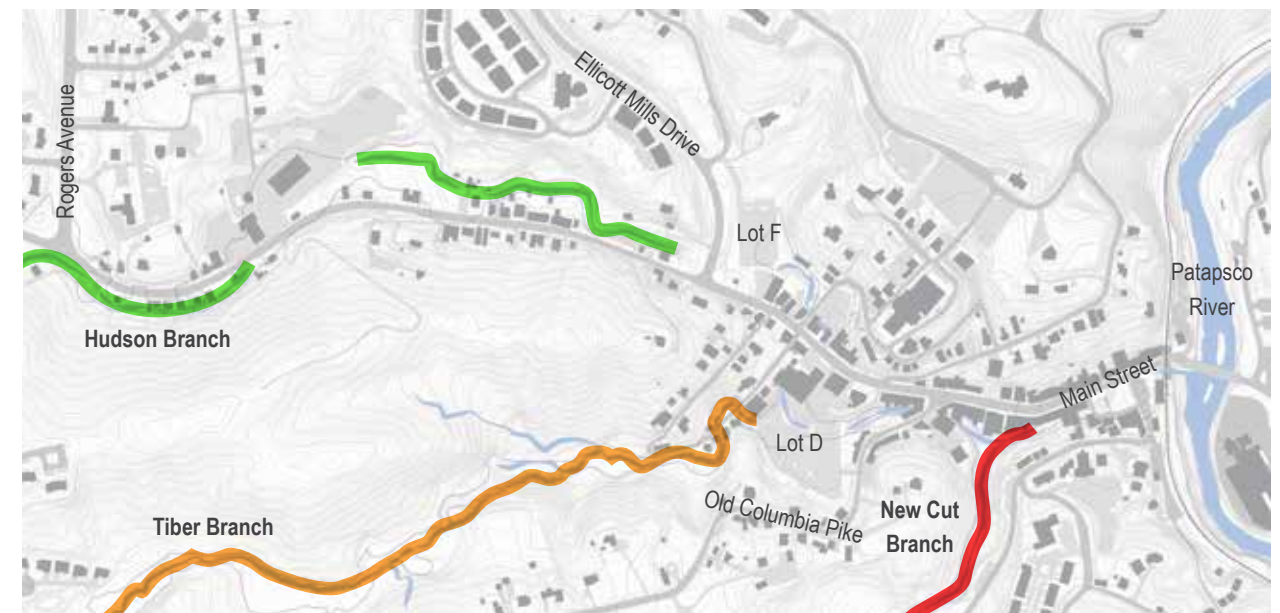 Rogers Avenue
Ellicott Mills Drive
Lot F
Patapsco
River
Hudson Branch
Main Street
Lot D
Old Columbia Pike
New Cut
Branch
Tiber Branch